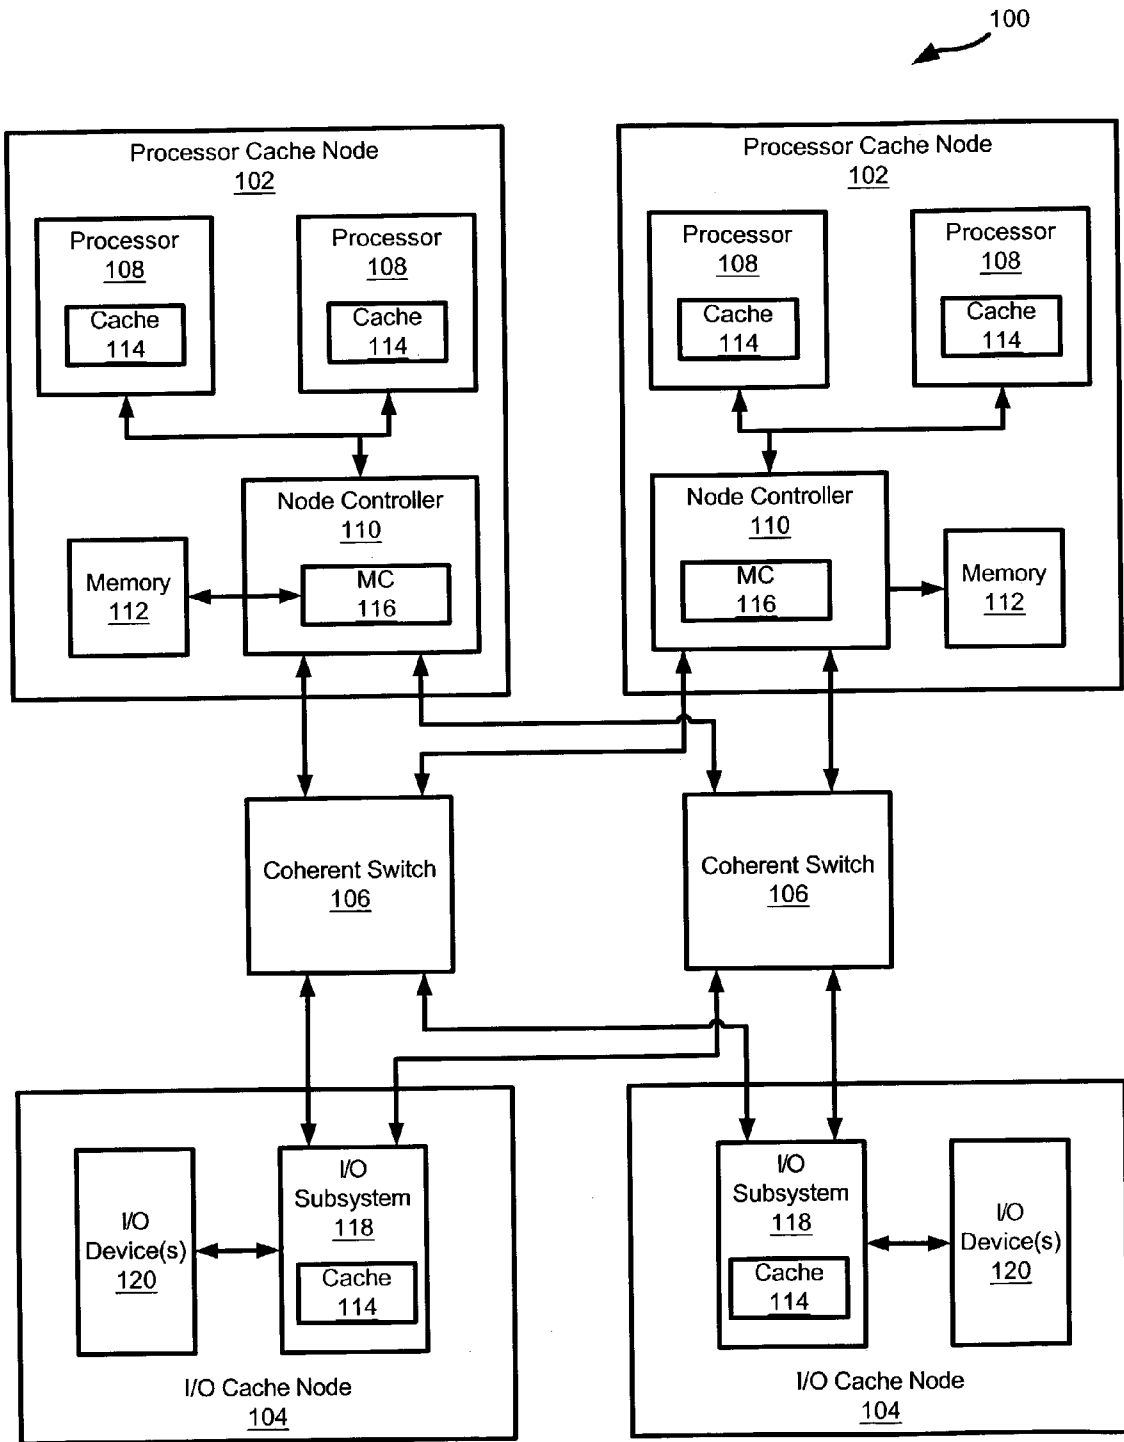 100
Processor Cache Node
102
Processor
108
Cache
114
Processor
108
Cache
114
Node Controller
110
MC
116
Memory
112
Processor Cache Node
102
Processor
108
Cache
114
Processor
108
Cache
114
Node Controller
110
MC
116
Memory
112
Coherent Switch
106
Coherent Switch
106
I/O
Device(s)
120
I/O
Subsystem
118
Cache
114
I/O Cache Node
104
I/O
Subsystem
118
Cache
114
I/O
Device(s)
120
I/O Cache Node
104